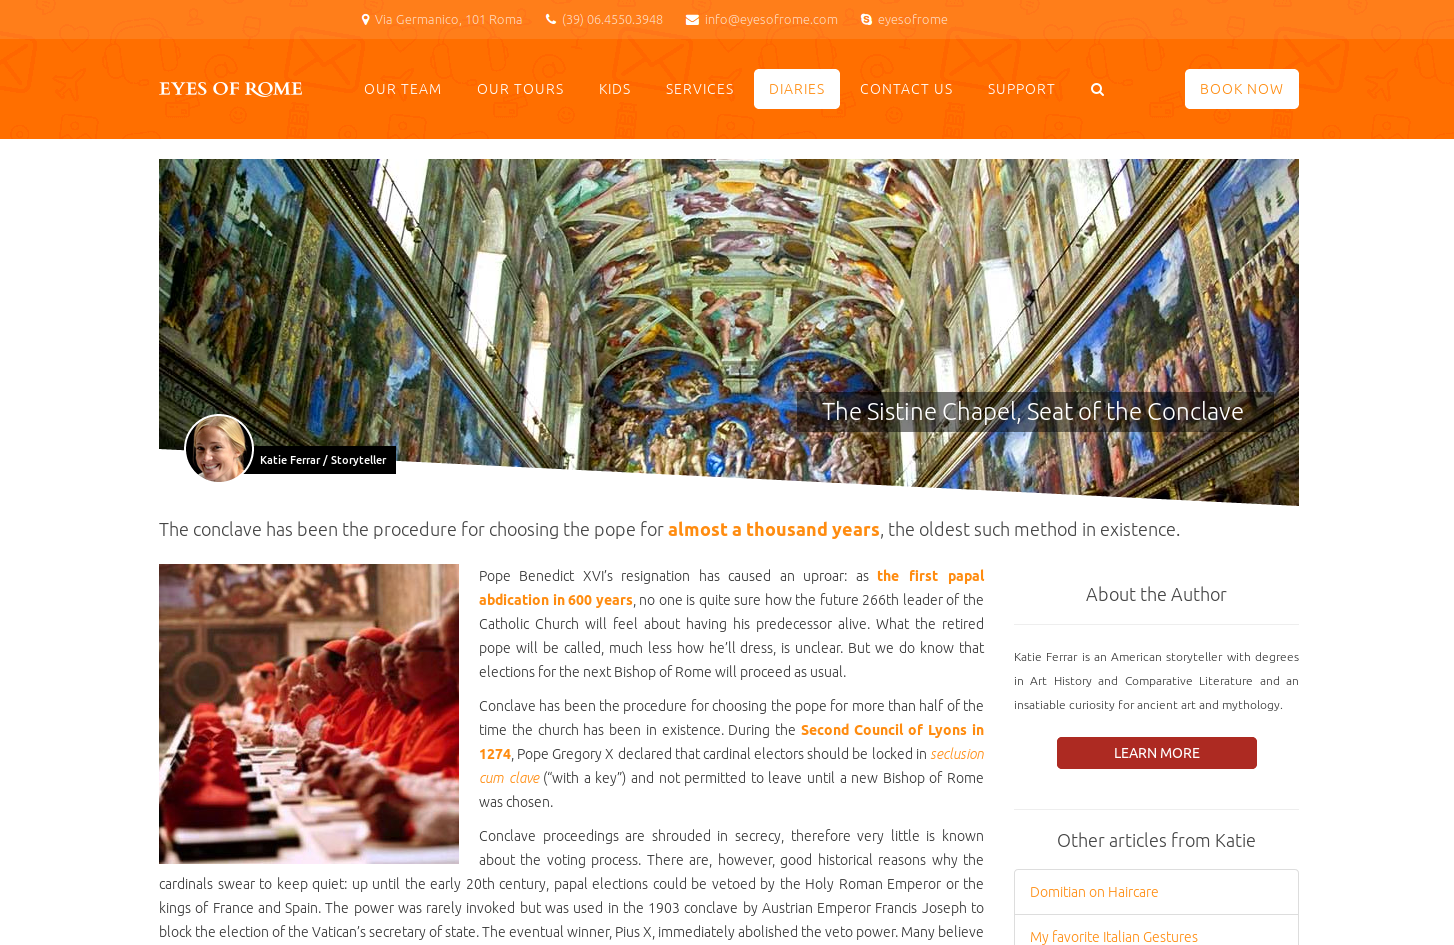 Via Germanico, 101 Roma (39) 06.4550.3948 info@eyesofrome.com eyesofrome
EYES OF ROME OUR TEAM OUR TOURS KIDS SERVICES DIARIES CONTACT US SUPPORT BOOK NOW
The Sistine Chapel, Seat of the Conclave
Katie Ferrar / Storyteller
The conclave has been the procedure for choosing the pope for almost a thousand years, the oldest such method in existence.
Pope Benedict XVI’s resignation has caused an uproar: as the first papal
abdication in 600 years, no one is quite sure how the future 266th leader of the
Catholic Church will feel about having his predecessor alive. What the retired
pope will be called, much less how he’ll dress, is unclear. But we do know that
elections for the next Bishop of Rome will proceed as usual.
Conclave has been the procedure for choosing the pope for more than half of the
time the church has been in existence. During the Second Council of Lyons in
1274, Pope Gregory X declared that cardinal electors should be locked in seclusion
cum clave (“with a key”) and not permitted to leave until a new Bishop of Rome
was chosen.
Conclave proceedings are shrouded in secrecy, therefore very little is known
about the voting process. There are, however, good historical reasons why the
cardinals swear to keep quiet: up until the early 20th century, papal elections could be vetoed by the Holy Roman Emperor or the
kings of France and Spain. The power was rarely invoked but was used in the 1903 conclave by Austrian Emperor Francis Joseph to
block the election of the Vatican’s secretary of state. The eventual winner, Pius X, immediately abolished the veto power. Many believe
About the Author
Katie Ferrar is an American storyteller with degrees
in Art History and Comparative Literature and an
insatiable curiosity for ancient art and mythology.
LEARN MORE
Other articles from Katie
Domitian on Haircare
My favorite Italian Gestures